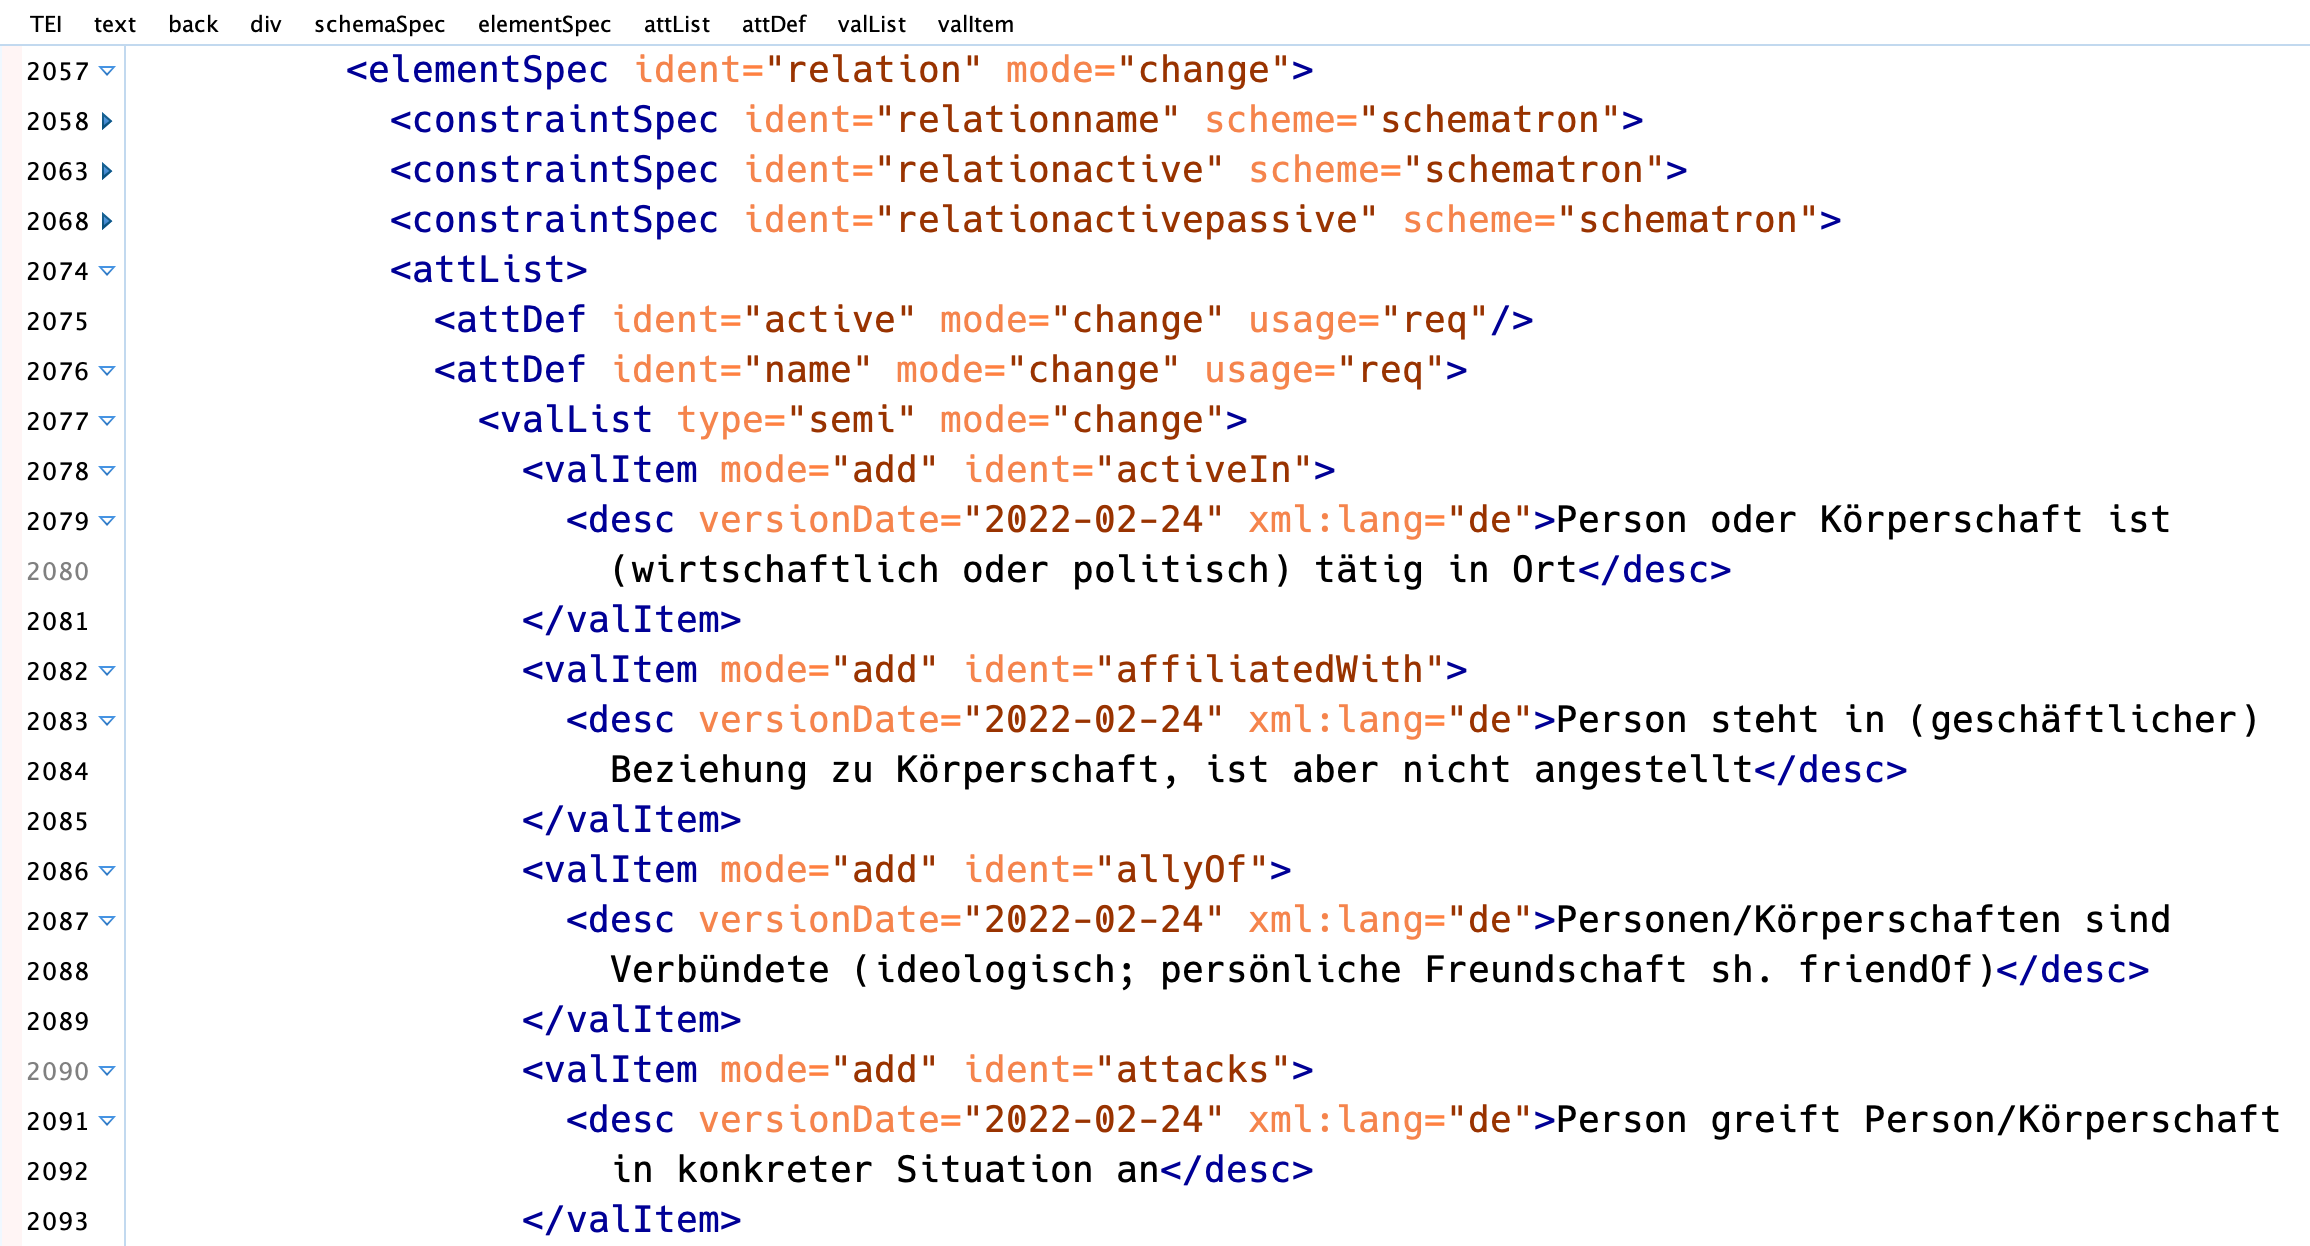 TEI text back div schemaSpec elementSpec attList attDef valList valItem
2057 <elementSpec ident="relation" mode="change">
2058 <constraintSpec ident="relationname" scheme="schematron">
2063 <constraintSpec ident="relationactive" scheme="schematron">
2068 <constraintSpec ident="relationactivepassive" scheme="schematron">
2074 <attList>
2075 <attDef ident="active" mode="change" usage="req"/>
2076 <attDef ident="name" mode="change" usage="req">
2077 <valList type="semi" mode="change">
2078 <valItem mode="add" ident="activeIn">
2079 <desc versionDate="2022-02-24" xml:lang="de">Person oder Körperschaft ist
2080 (wirtschaftlich oder politisch) tätig in Ort</desc>
2081 </valItem>
2082 <valItem mode="add" ident="affiliatedWith">
2083 <desc versionDate="2022-02-24" xml:lang="de">Person steht in (geschäftlicher)
2084 Beziehung zu Körperschaft, ist aber nicht angestellt</desc>
2085 </valItem>
2086 <valItem mode="add" ident="allyOf">
2087 <desc versionDate="2022-02-24" xml:lang="de">Personen/Körperschaften sind
2088 Verbündete (ideologisch; persönliche Freundschaft sh. friendOf)</desc>
2089 </valItem>
2090 <valItem mode="add" ident="attacks">
2091 <desc versionDate="2022-02-24" xml:lang="de">Person greift Person/Körperschaft
2092 in konkreter Situation an</desc>
2093 </valItem>